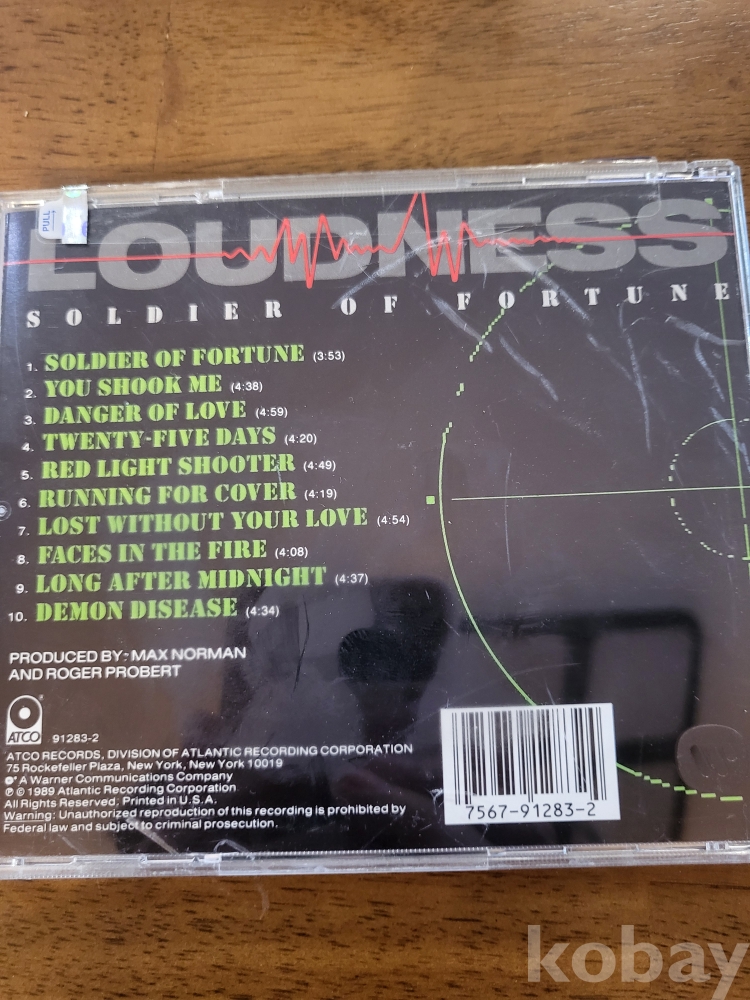 PULL
LOUDNESS
SOLDIER OF FORTUNE
1. SOLDIER OF FORTUNE (3:53)
2. YOU SHOOK ME (4:38)
3. DANGER OF LOVE (4:59)
4. TWENTY-FIVE DAYS (4:20)
5. RED LIGHT SHOOTER (4:49)
6. RUNNING FOR COVER (4:19)
7. LOST WITHOUT YOUR LOVE (4:54)
8. FACES IN THE FIRE (4:08)
9. LONG AFTER MIDNIGHT (4:37)
10. DEMON DISEASE (4:34)
PRODUCED BY: MAX NORMAN
AND ROGER PROBERT
ATCO 91283-2
ATCO RECORDS, DIVISION OF ATLANTIC RECORDING CORPORATION
75 Rockefeller Plaza, New York, New York 10019
A Warner Communications Company
℗ © 1989 Atlantic Recording Corporation
All Rights Reserved. Printed in U.S.A.
Warning: Unauthorized reproduction of this recording is prohibited by
Federal law and subject to criminal prosecution.
7567-91283-2
kobay